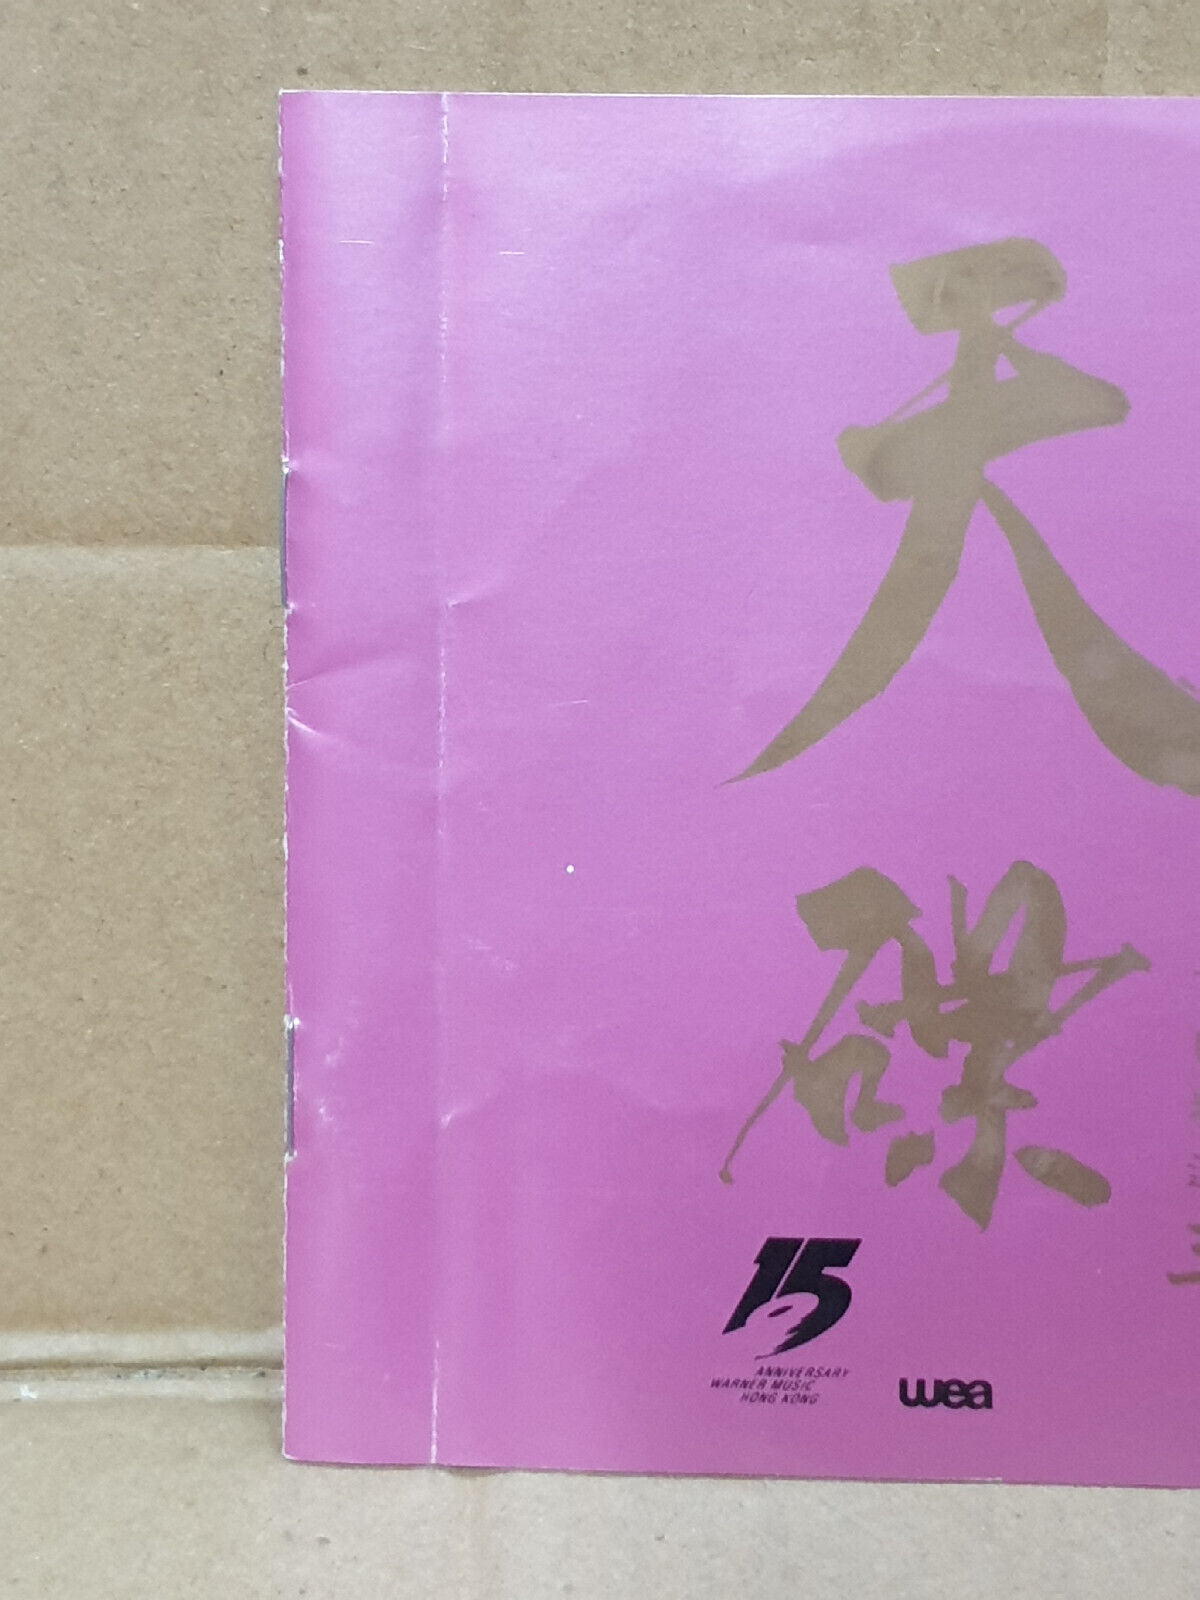 天
碟
15
ANNIVERSARY
WARNER MUSIC
HONG KONG
wea